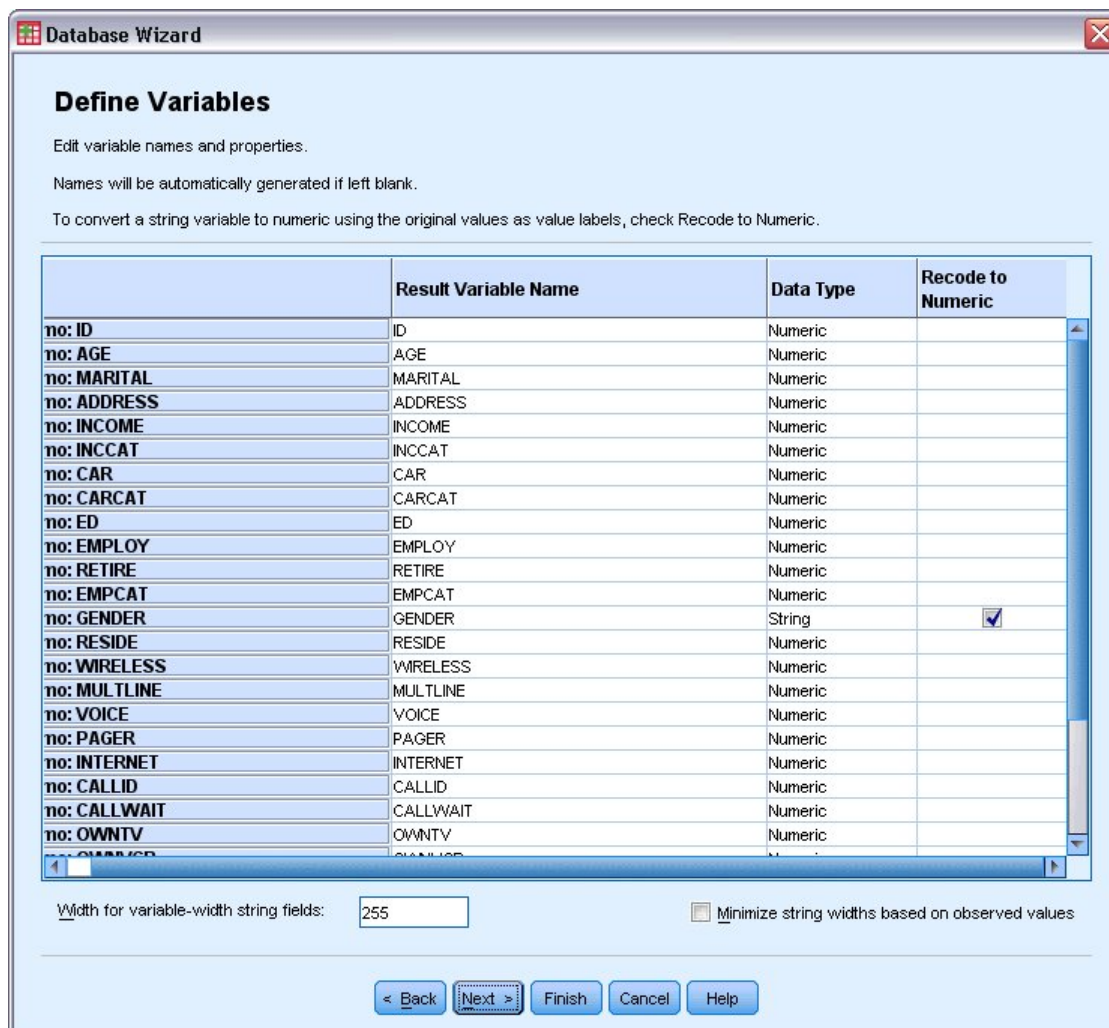 Database Wizard
Define Variables
Edit variable names and properties.
Names will be automatically generated if left blank.
To convert a string variable to numeric using the original values as value labels, check Recode to Numeric.
Result Variable Name Data Type Recode to Numeric
no: ID ID Numeric
no: AGE AGE Numeric
no: MARITAL MARITAL Numeric
no: ADDRESS ADDRESS Numeric
no: INCOME INCOME Numeric
no: INCCAT INCCAT Numeric
no: CAR CAR Numeric
no: CARCAT CARCAT Numeric
no: ED ED Numeric
no: EMPLOY EMPLOY Numeric
no: RETIRE RETIRE Numeric
no: EMPCAT EMPCAT Numeric
no: GENDER GENDER String
no: RESIDE RESIDE Numeric
no: WIRELESS WIRELESS Numeric
no: MULTLINE MULTLINE Numeric
no: VOICE VOICE Numeric
no: PAGER PAGER Numeric
no: INTERNET INTERNET Numeric
no: CALLID CALLID Numeric
no: CALLWAIT CALLWAIT Numeric
no: OWNTV OWNTV Numeric
Width for variable-width string fields: 255 Minimize string widths based on observed values
< Back Next > Finish Cancel Help